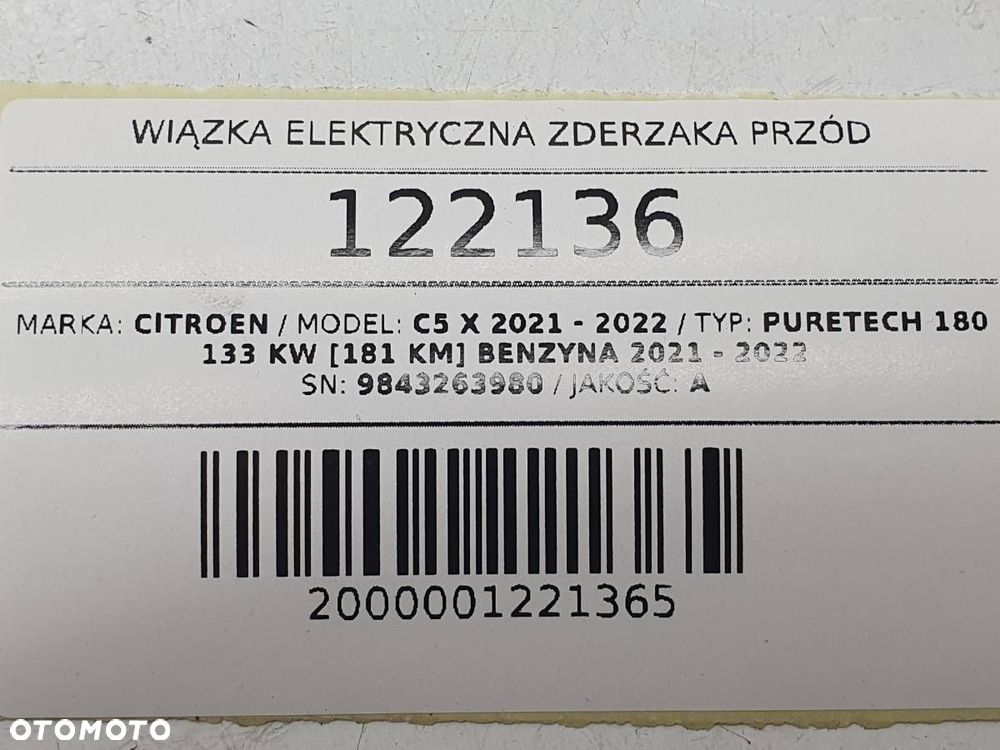 WIĄZKA ELEKTRYCZNA ZDERZAKA PRZÓD
122136
MARKA: CITROEN / MODEL: C5 X 2021 - 2022 / TYP: PURETECH 180
133 KW [181 KM] BENZYNA 2021 - 2022
SN: 9843263980 / JAKOŚĆ: A
2000001221365
OTOMOTO